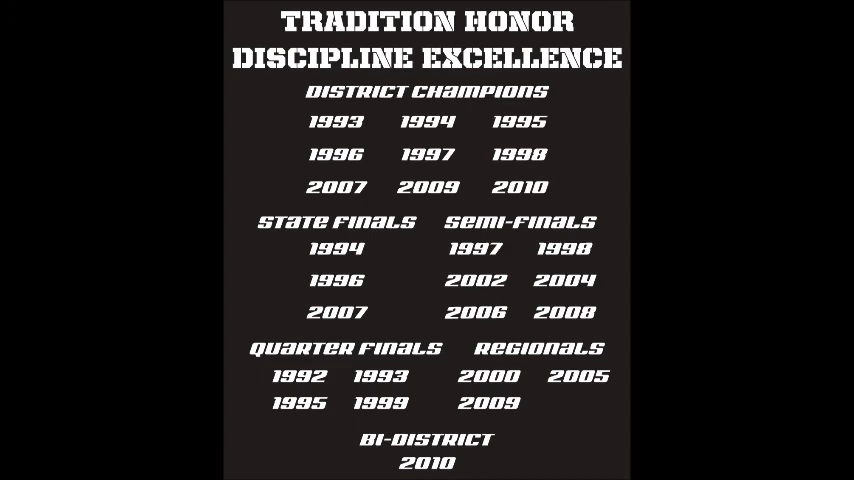 TRADITION HONOR
DISCIPLINE EXCELLENCE
DISTRICT CHAMPIONS
1993 1994 1995
1996 1997 1998
2007 2009 2010
STATE FINALS SEMI-FINALS
1994 1997 1998
1996 2002 2004
2007 2006 2008
QUARTER FINALS REGIONALS
1992 1993 2000 2005
1995 1999 2009
BI-DISTRICT
2010